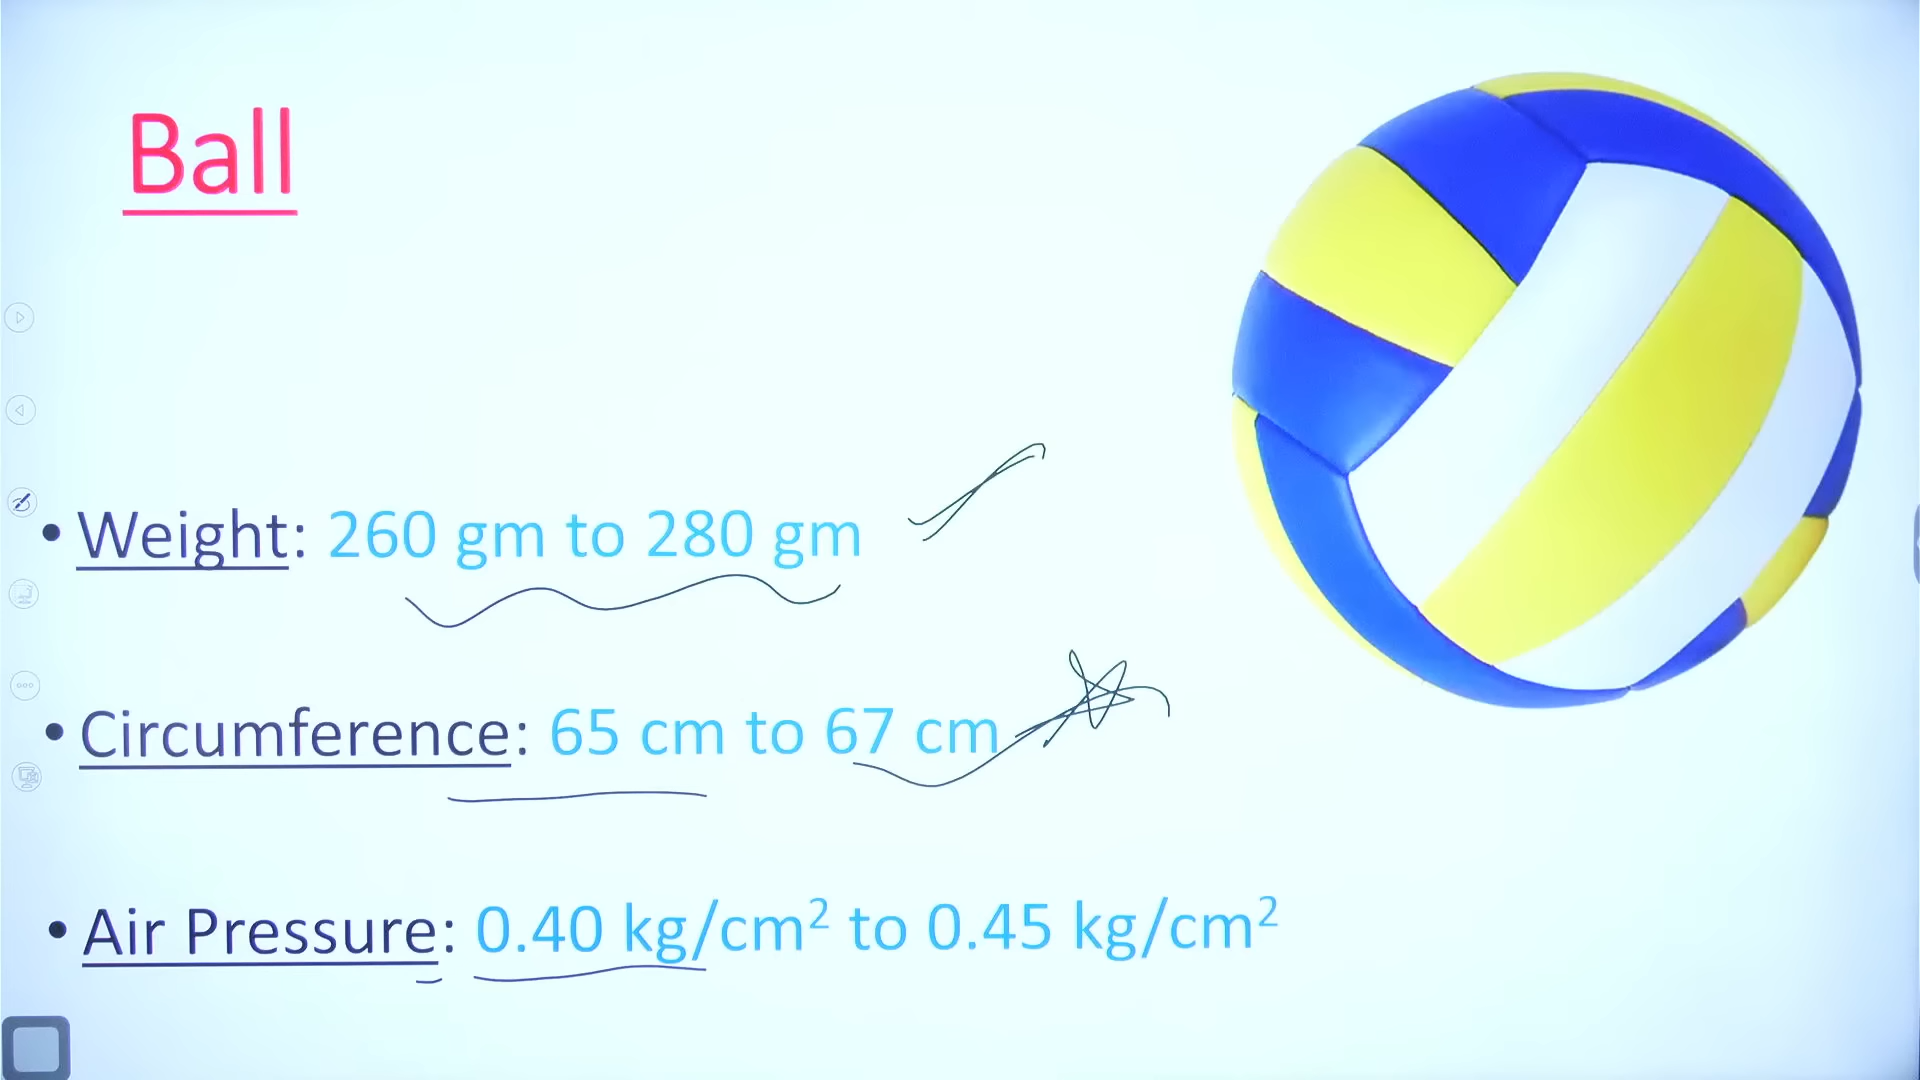 Ball
• Weight: 260 gm to 280 gm
• Circumference: 65 cm to 67 cm
• Air Pressure: 0.40 kg/cm² to 0.45 kg/cm²